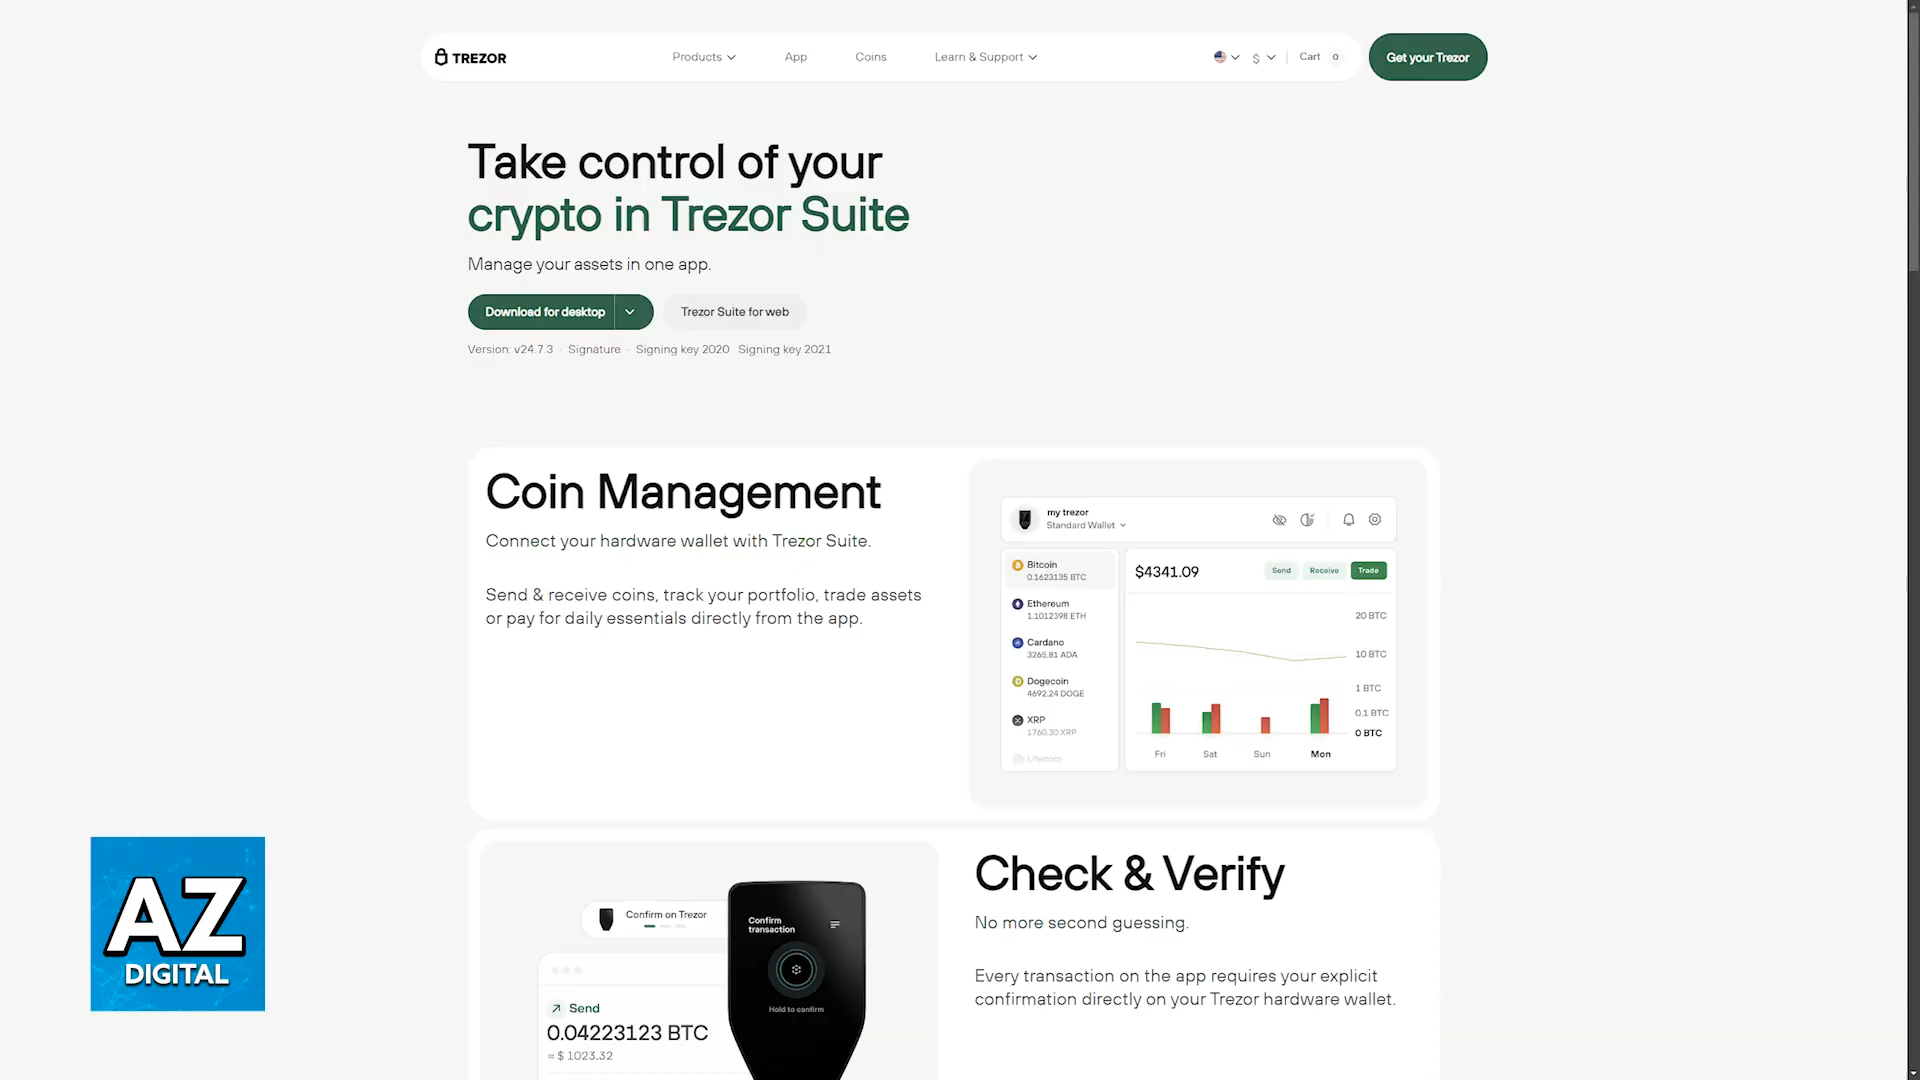 TREZOR
Products
App
Coins
Learn & Support
$
Cart 0
Get your Trezor
Take control of your
crypto in Trezor Suite
Manage your assets in one app.
Download for desktop
Trezor Suite for web
Version: v24.7.3 · Signature · Signing key 2020 Signing key 2021
Coin Management
Connect your hardware wallet with Trezor Suite.
Send & receive coins, track your portfolio, trade assets
or pay for daily essentials directly from the app.
my trezor
Standard Wallet
Bitcoin
0.1623135 BTC
Ethereum
1.1012398 ETH
Cardano
3265.81 ADA
Dogecoin
4692.24 DOGE
XRP
1760.30 XRP
Litecoin
$4341.09
Send
Receive
Trade
20 BTC
10 BTC
1 BTC
0.1 BTC
0 BTC
Fri
Sat
Sun
Mon
Confirm on Trezor
Send
0.04223123 BTC
≈ $ 1023.32
Confirm
transaction
Hold to confirm
Check & Verify
No more second guessing.
Every transaction on the app requires your explicit
confirmation directly on your Trezor hardware wallet.
AZ
DIGITAL